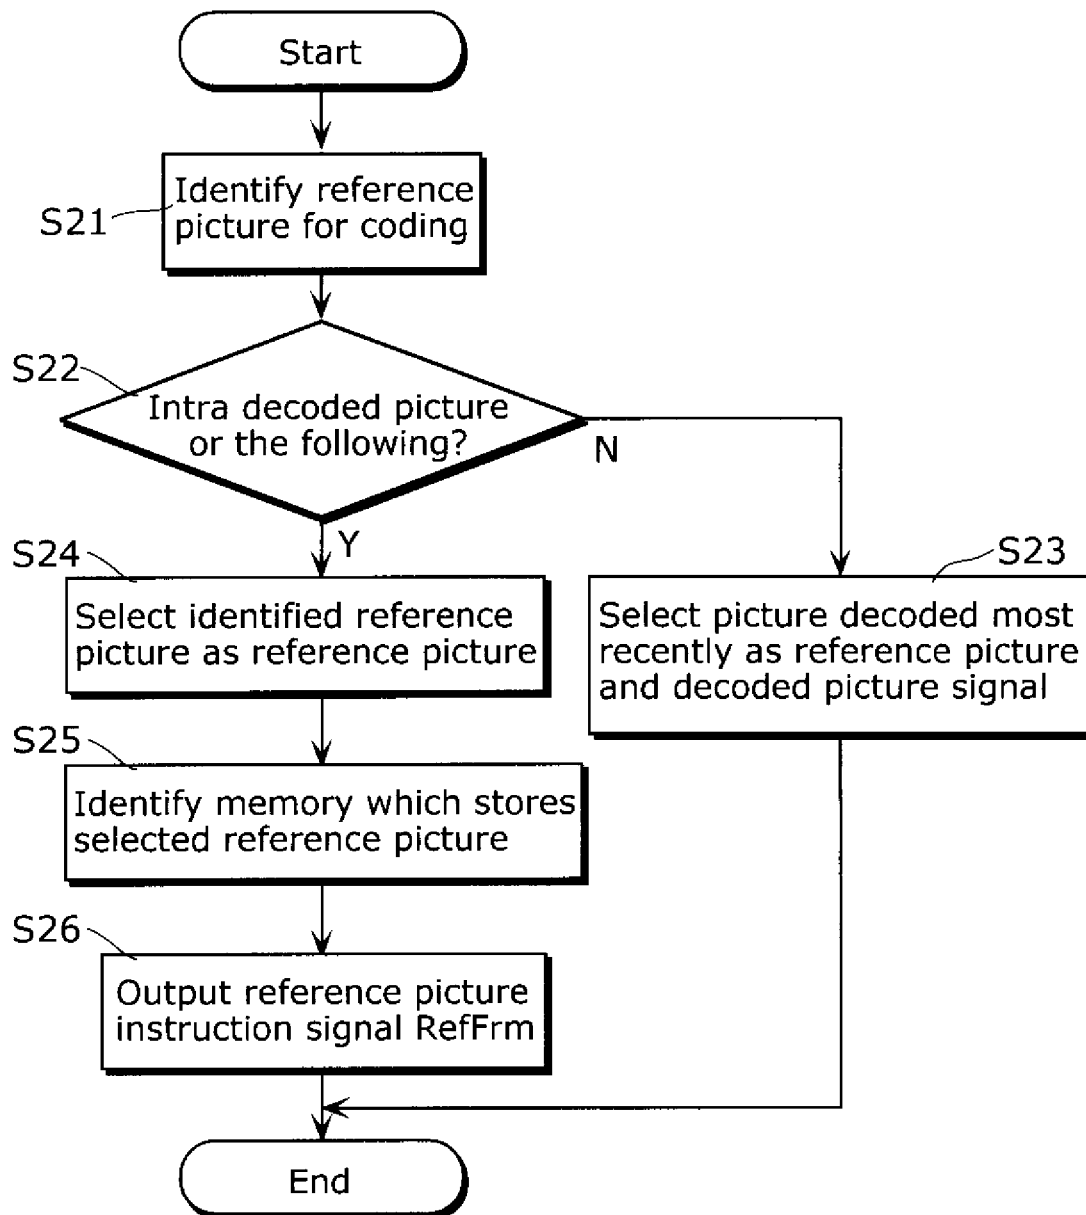 Start
S21
Identify reference
picture for coding
S22
Intra decoded picture
or the following?
N
Y
S24
Select identified reference
picture as reference picture
S23
Select picture decoded most
recently as reference picture
and decoded picture signal
S25
Identify memory which stores
selected reference picture
S26
Output reference picture
instruction signal RefFrm
End